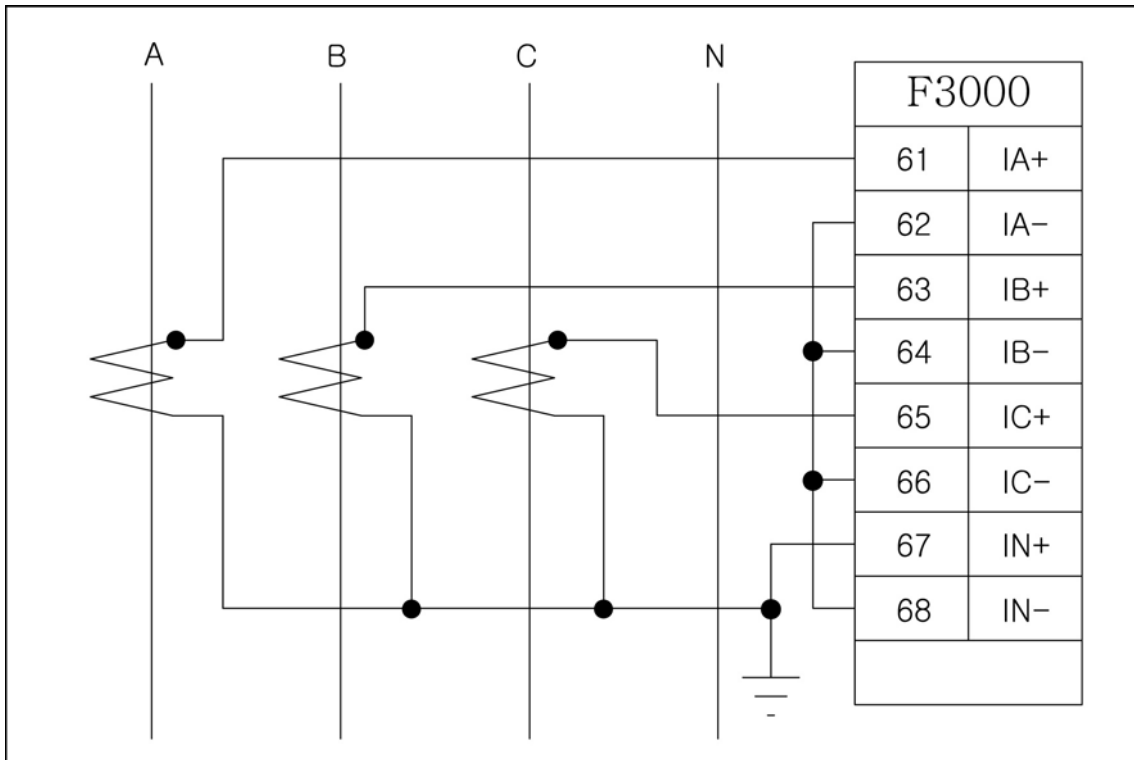 A B C N
F3000
61 IA+
62 IA-
63 IB+
64 IB-
65 IC+
66 IC-
67 IN+
68 IN-